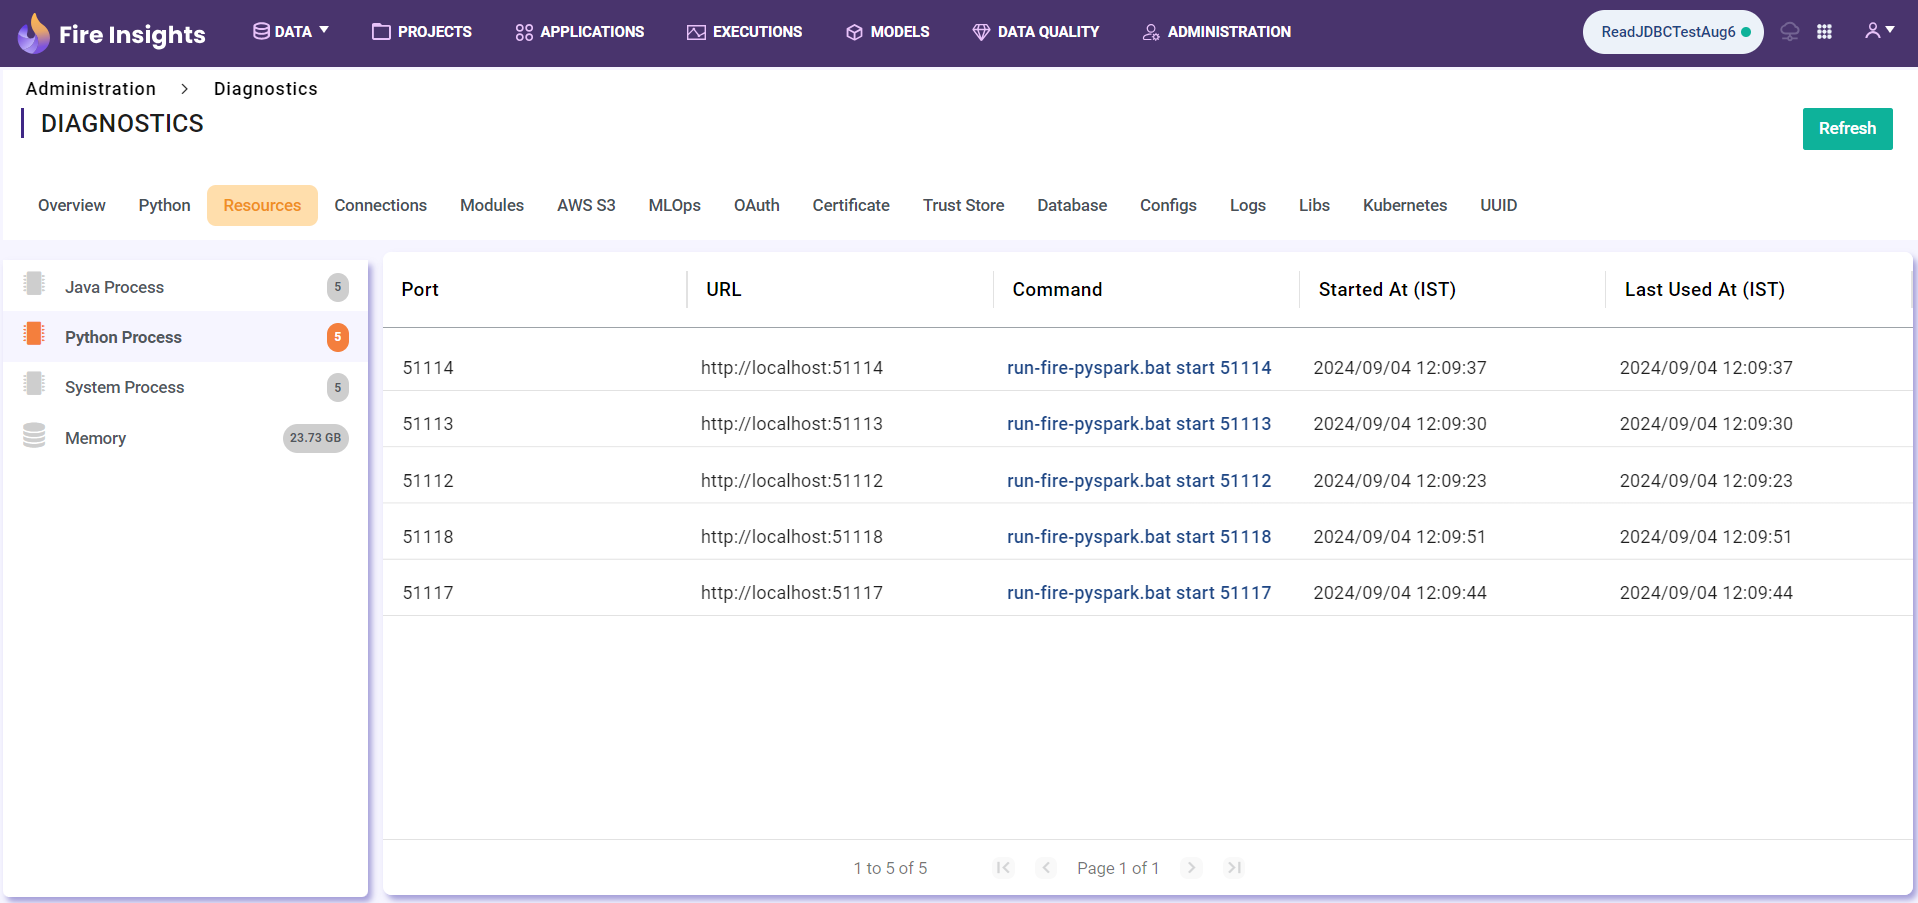 Fire Insights DATA PROJECTS APPLICATIONS EXECUTIONS MODELS DATA QUALITY ADMINISTRATION ReadJDBCTestAug6
Administration > Diagnostics
DIAGNOSTICS
Refresh
Overview Python Resources Connections Modules AWS S3 MLOps OAuth Certificate Trust Store Database Configs Logs Libs Kubernetes UUID
Java Process 5
Python Process 5
System Process 5
Memory 23.73 GB
Port URL Command Started At (IST) Last Used At (IST)
51114 http://localhost:51114 run-fire-pyspark.bat start 51114 2024/09/04 12:09:37 2024/09/04 12:09:37
51113 http://localhost:51113 run-fire-pyspark.bat start 51113 2024/09/04 12:09:30 2024/09/04 12:09:30
51112 http://localhost:51112 run-fire-pyspark.bat start 51112 2024/09/04 12:09:23 2024/09/04 12:09:23
51118 http://localhost:51118 run-fire-pyspark.bat start 51118 2024/09/04 12:09:51 2024/09/04 12:09:51
51117 http://localhost:51117 run-fire-pyspark.bat start 51117 2024/09/04 12:09:44 2024/09/04 12:09:44
1 to 5 of 5 Page 1 of 1